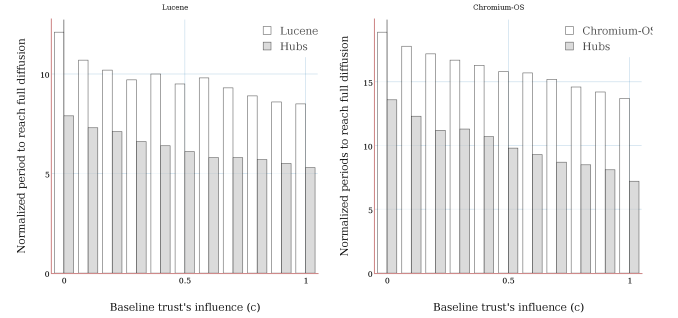 Lucene
Normalized period to reach full diffusion
Lucene
Hubs
10
5
0
0
0.5
1
Baseline trust's influence (c)
Chromium-OS
Normalized periods to reach full diffusion
Chromium-OS
Hubs
15
10
5
0
0
0.5
1
Baseline trust's influence (c)